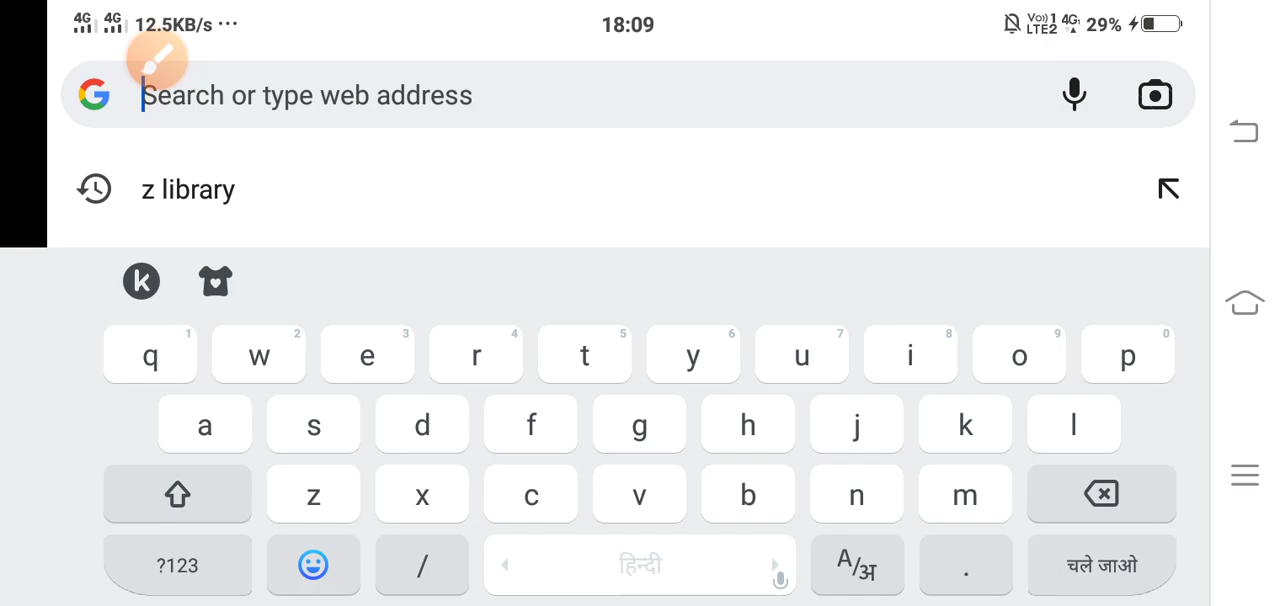 4G 4G 12.5KB/s ··· 18:09 Vo)) 1 LTE2 4G 29%
Search or type web address
z library
k
q 1 w 2 e 3 r 4 t 5 y 6 u 7 i 8 o 9 p 0
a s d f g h j k l
z x c v b n m
?123 / हिन्दी A/अ . चले जाओ